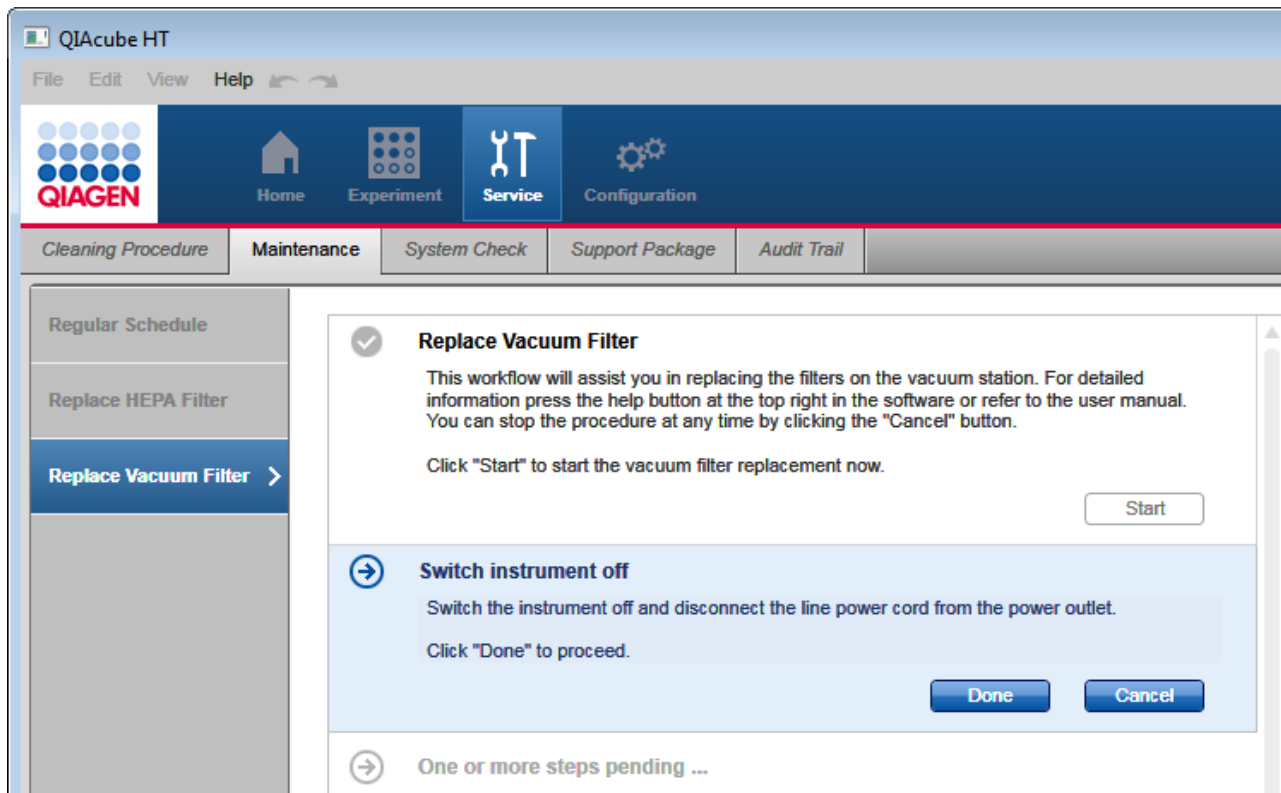 QIAcube HT
File Edit View Help
QIAGEN
Home Experiment Service Configuration
Cleaning Procedure Maintenance System Check Support Package Audit Trail
Regular Schedule
Replace HEPA Filter
Replace Vacuum Filter
Replace Vacuum Filter
This workflow will assist you in replacing the filters on the vacuum station. For detailed
information press the help button at the top right in the software or refer to the user manual.
You can stop the procedure at any time by clicking the "Cancel" button.
Click "Start" to start the vacuum filter replacement now.
Start
Switch instrument off
Switch the instrument off and disconnect the line power cord from the power outlet.
Click "Done" to proceed.
Done Cancel
One or more steps pending ...